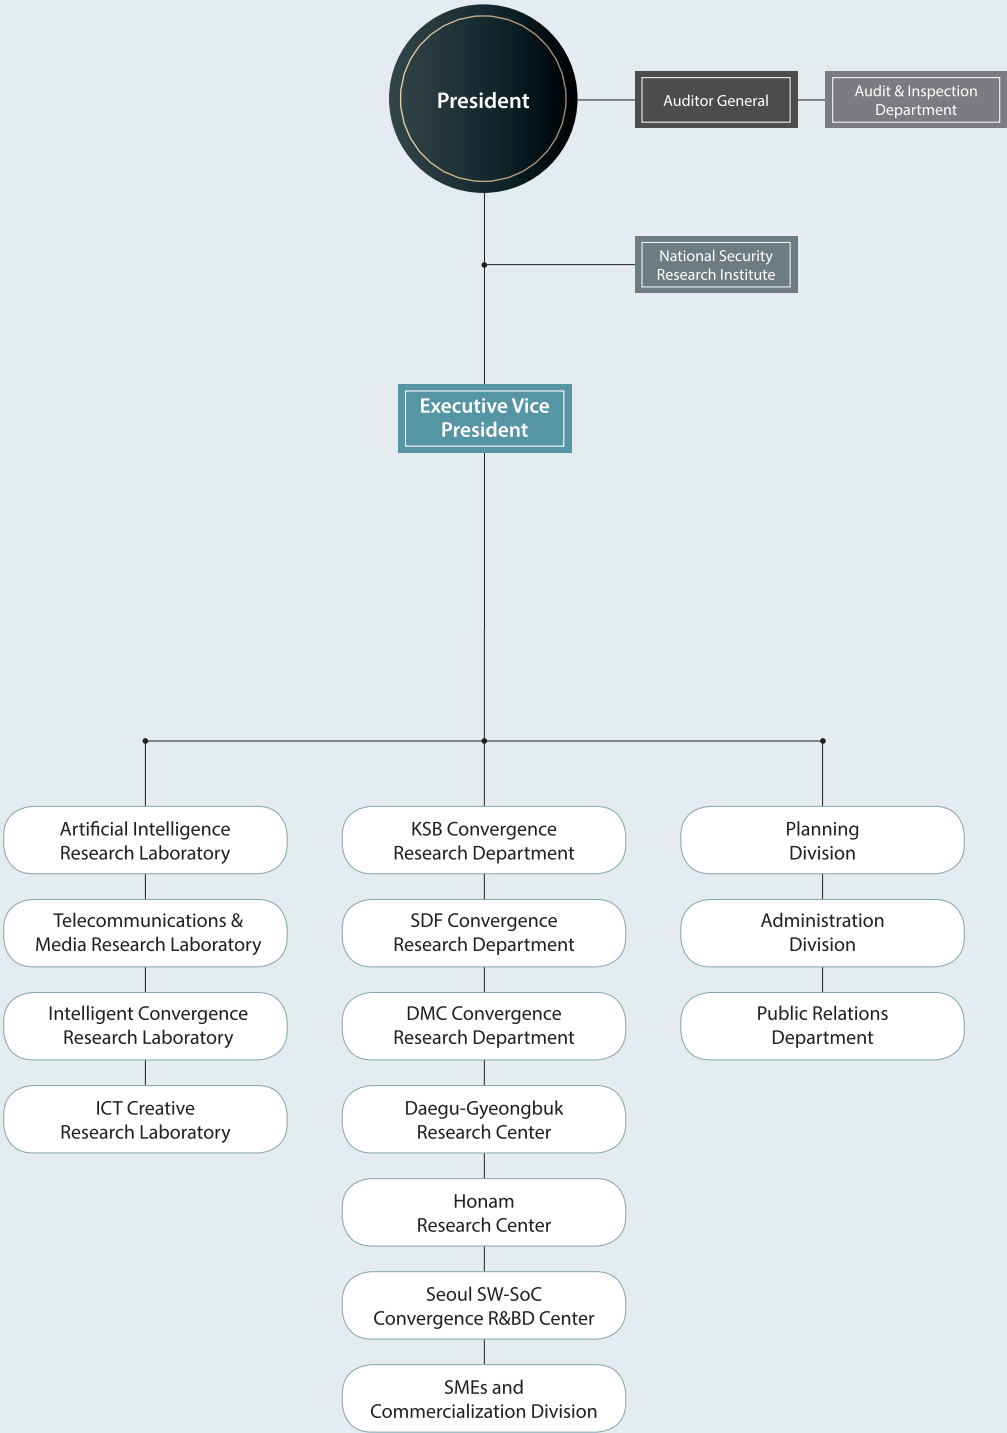 President
Auditor General
Audit & Inspection
Department
National Security
Research Institute
Executive Vice
President
Artificial Intelligence
Research Laboratory
Telecommunications &
Media Research Laboratory
Intelligent Convergence
Research Laboratory
ICT Creative
Research Laboratory
KSB Convergence
Research Department
SDF Convergence
Research Department
DMC Convergence
Research Department
Daegu-Gyeongbuk
Research Center
Honam
Research Center
Seoul SW-SoC
Convergence R&BD Center
SMEs and
Commercialization Division
Planning
Division
Administration
Division
Public Relations
Department